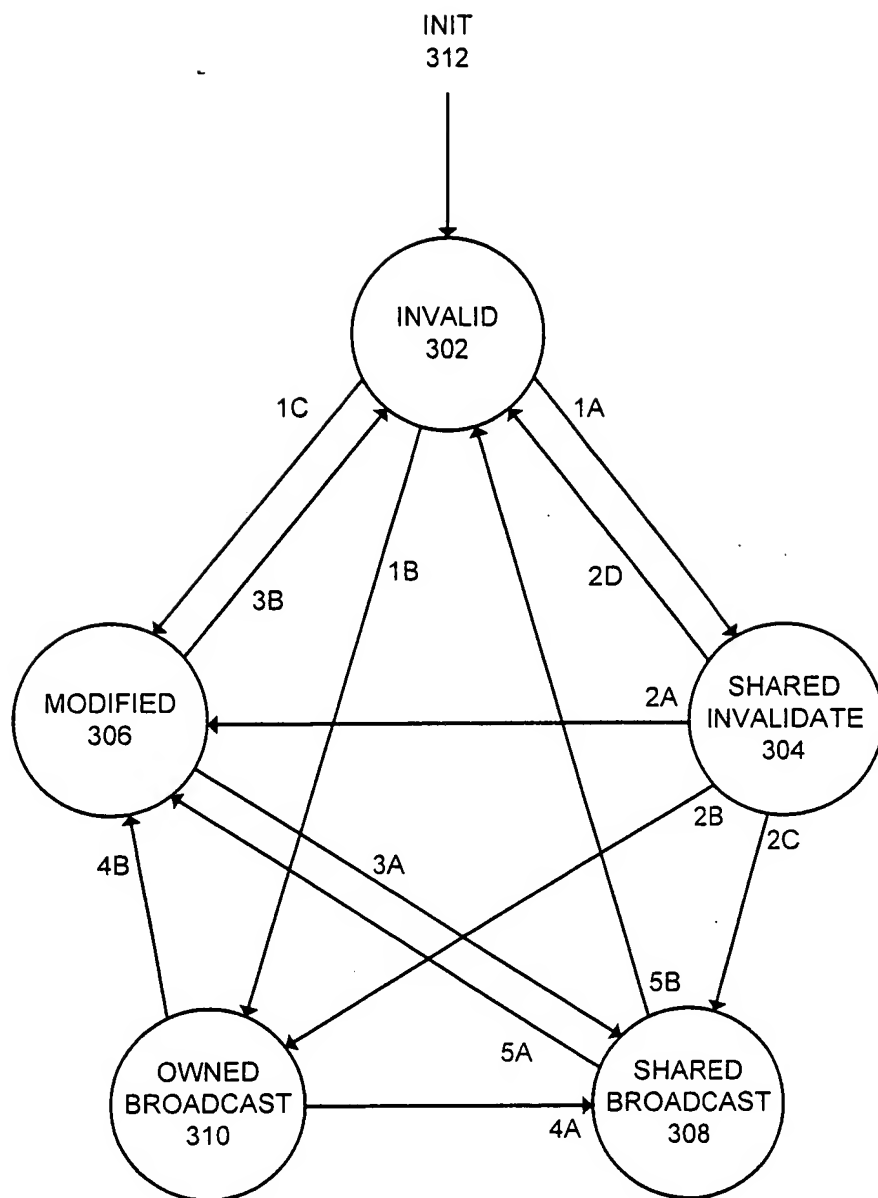 INIT
312
INVALID
302
1C
1A
3B
1B
2D
MODIFIED
306
2A
SHARED
INVALIDATE
304
2B
2C
4B
3A
5B
5A
OWNED
BROADCAST
310
4A
SHARED
BROADCAST
308